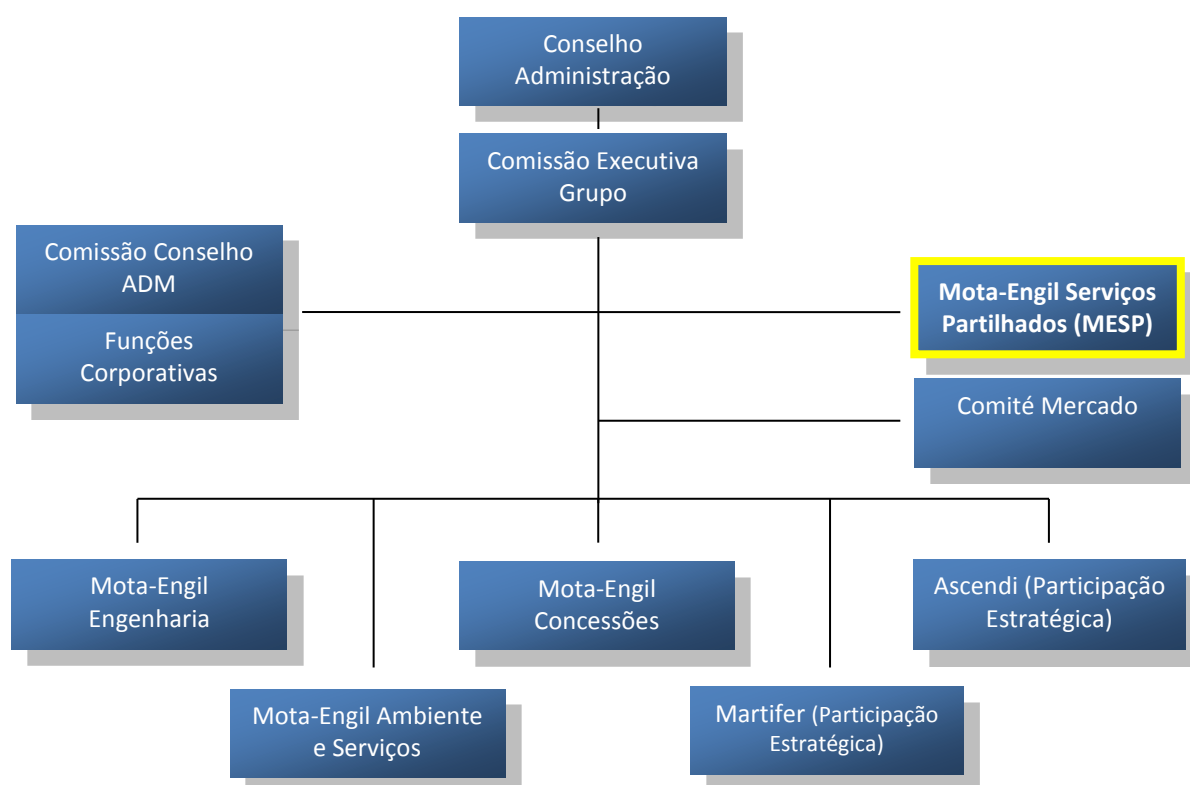 Conselho
Administração
Comissão Executiva
Grupo
Comissão Conselho
ADM
Funções
Corporativas
Mota-Engil Serviços
Partilhados (MESP)
Comité Mercado
Mota-Engil
Engenharia
Mota-Engil
Concessões
Ascendi (Participação
Estratégica)
Mota-Engil Ambiente
e Serviços
Martifer (Participação
Estratégica)